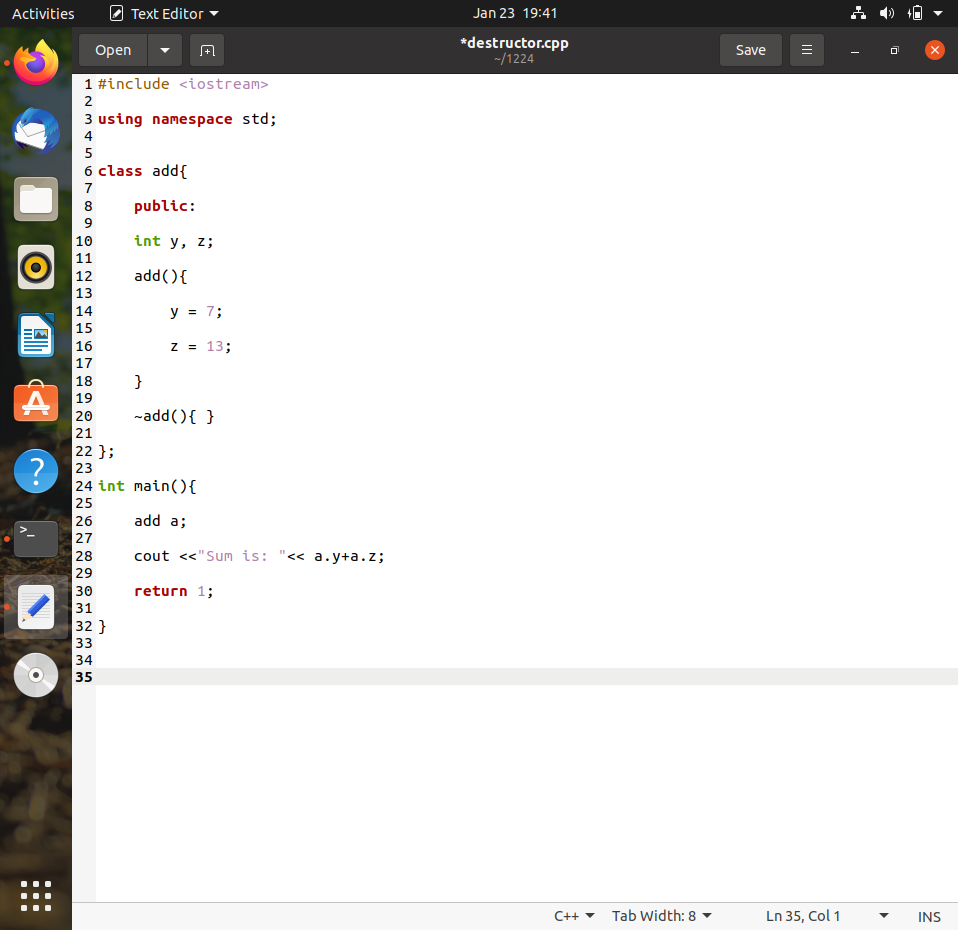 Activities Text Editor Jan 23 19:41
Open *destructor.cpp Save
~/1224
1 #include <iostream>
2
3 using namespace std;
4
5
6 class add{
7
8 public:
9
10 int y, z;
11
12 add(){
13
14 y = 7;
15
16 z = 13;
17
18 }
19
20 ~add(){ }
21
22 };
23
24 int main(){
25
26 add a;
27
28 cout <<"Sum is: "<< a.y+a.z;
29
30 return 1;
31
32 }
33
34
35
C++ Tab Width: 8 Ln 35, Col 1 INS